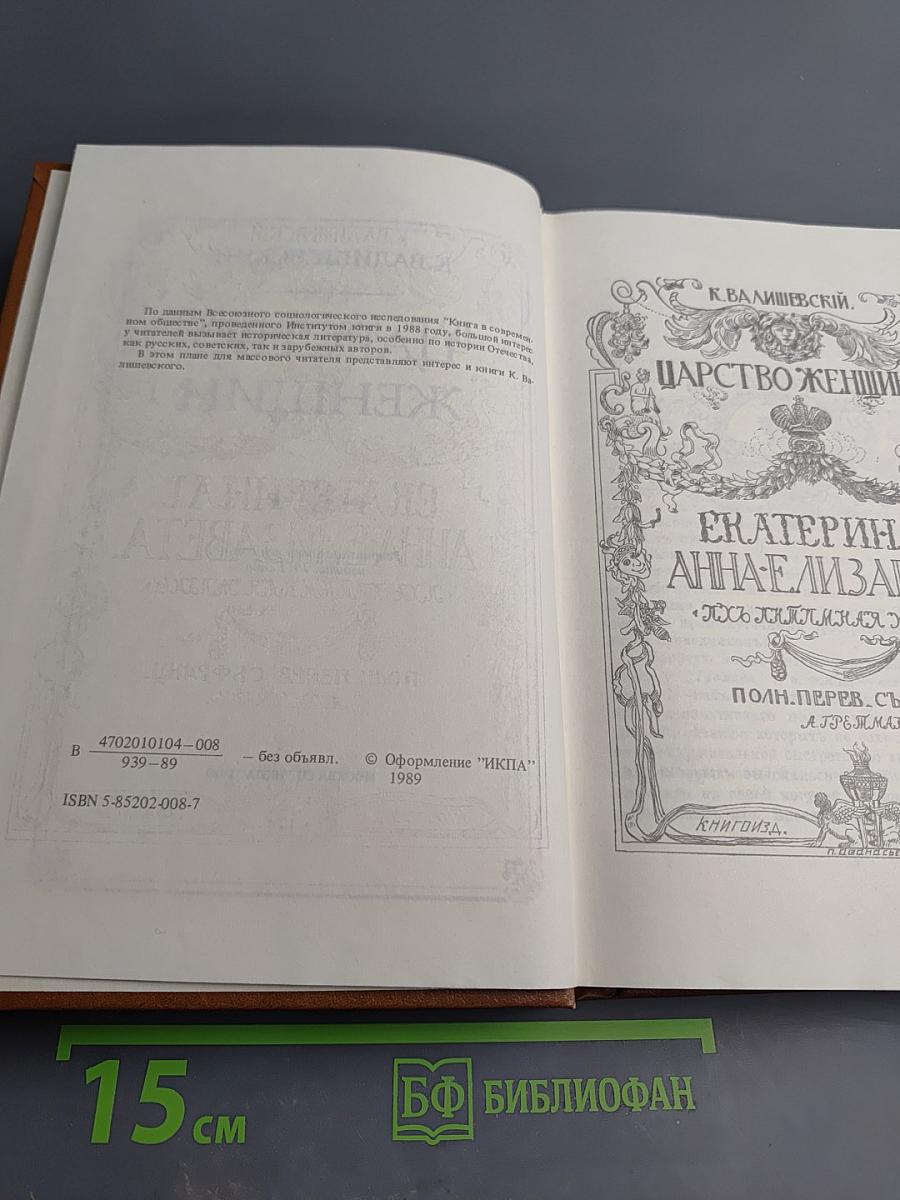 По данным Всесоюзного социологического исследования "Книга в современ-
ном обществе", проведенного Институтом книги в 1988 году, большой интерес
у читателей вызывает историческая литература, особенно по истории Отечества,
как русских, советских, так и зарубежных авторов.
В этом плане для массового читателя представляют интерес и книги К. Ва-
лишевского.
В 4702010104—008 — без объявл. © Оформление "ИКПА"
939—89 1989
ISBN 5-85202-008-7
К. ВАЛИШЕВСКІЙ.
ЦАРСТВО ЖЕНЩИН
ЕКАТЕРИН
АННА·ЕЛИЗА
ИХЪ ИНТИМНАЯ
ПОЛН. ПЕРЕВ. СЪ
А. ГРЕТМА
КНИГОИЗД.
15 см
БФ БИБЛИОФАН